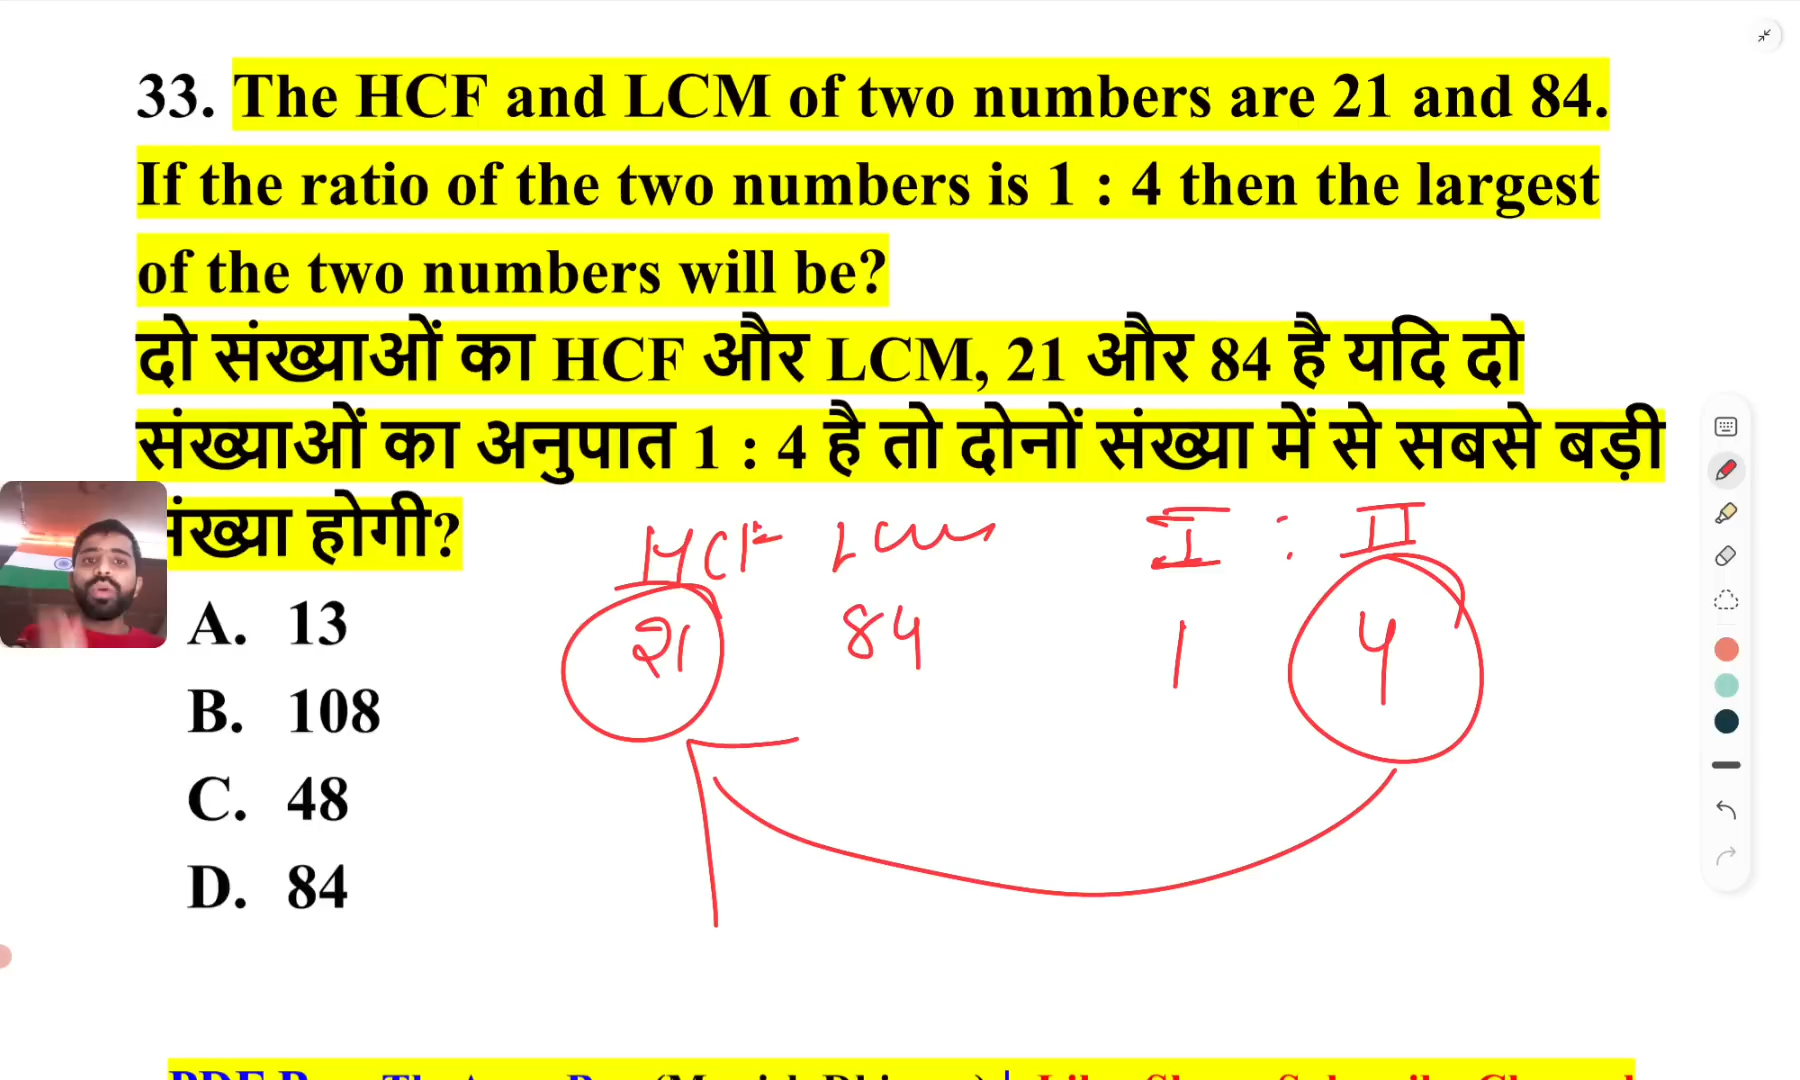 33. The HCF and LCM of two numbers are 21 and 84.
If the ratio of the two numbers is 1 : 4 then the largest
of the two numbers will be?
दो संख्याओं का HCF और LCM, 21 और 84 है यदि दो
संख्याओं का अनुपात 1 : 4 है तो दोनों संख्या में से सबसे बड़ी
होगी?
HCF LCM I : II
21 84 1 4
A. 13
B. 108
C. 48
D. 84